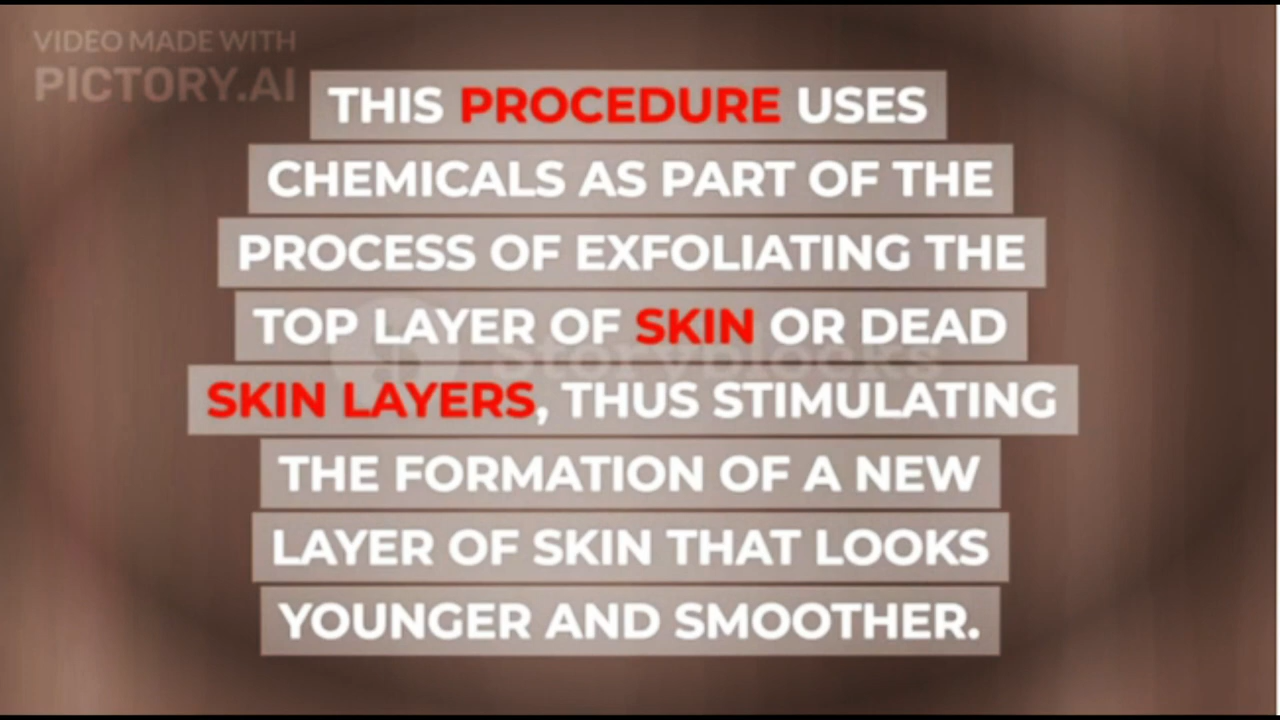 VIDEO MADE WITH
PICTORY.AI
THIS PROCEDURE USES
CHEMICALS AS PART OF THE
PROCESS OF EXFOLIATING THE
TOP LAYER OF SKIN OR DEAD
Storyblocks
SKIN LAYERS, THUS STIMULATING
THE FORMATION OF A NEW
LAYER OF SKIN THAT LOOKS
YOUNGER AND SMOOTHER.